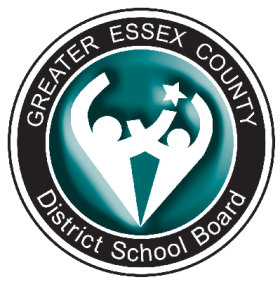 GREATER ESSEX COUNTY
District School Board